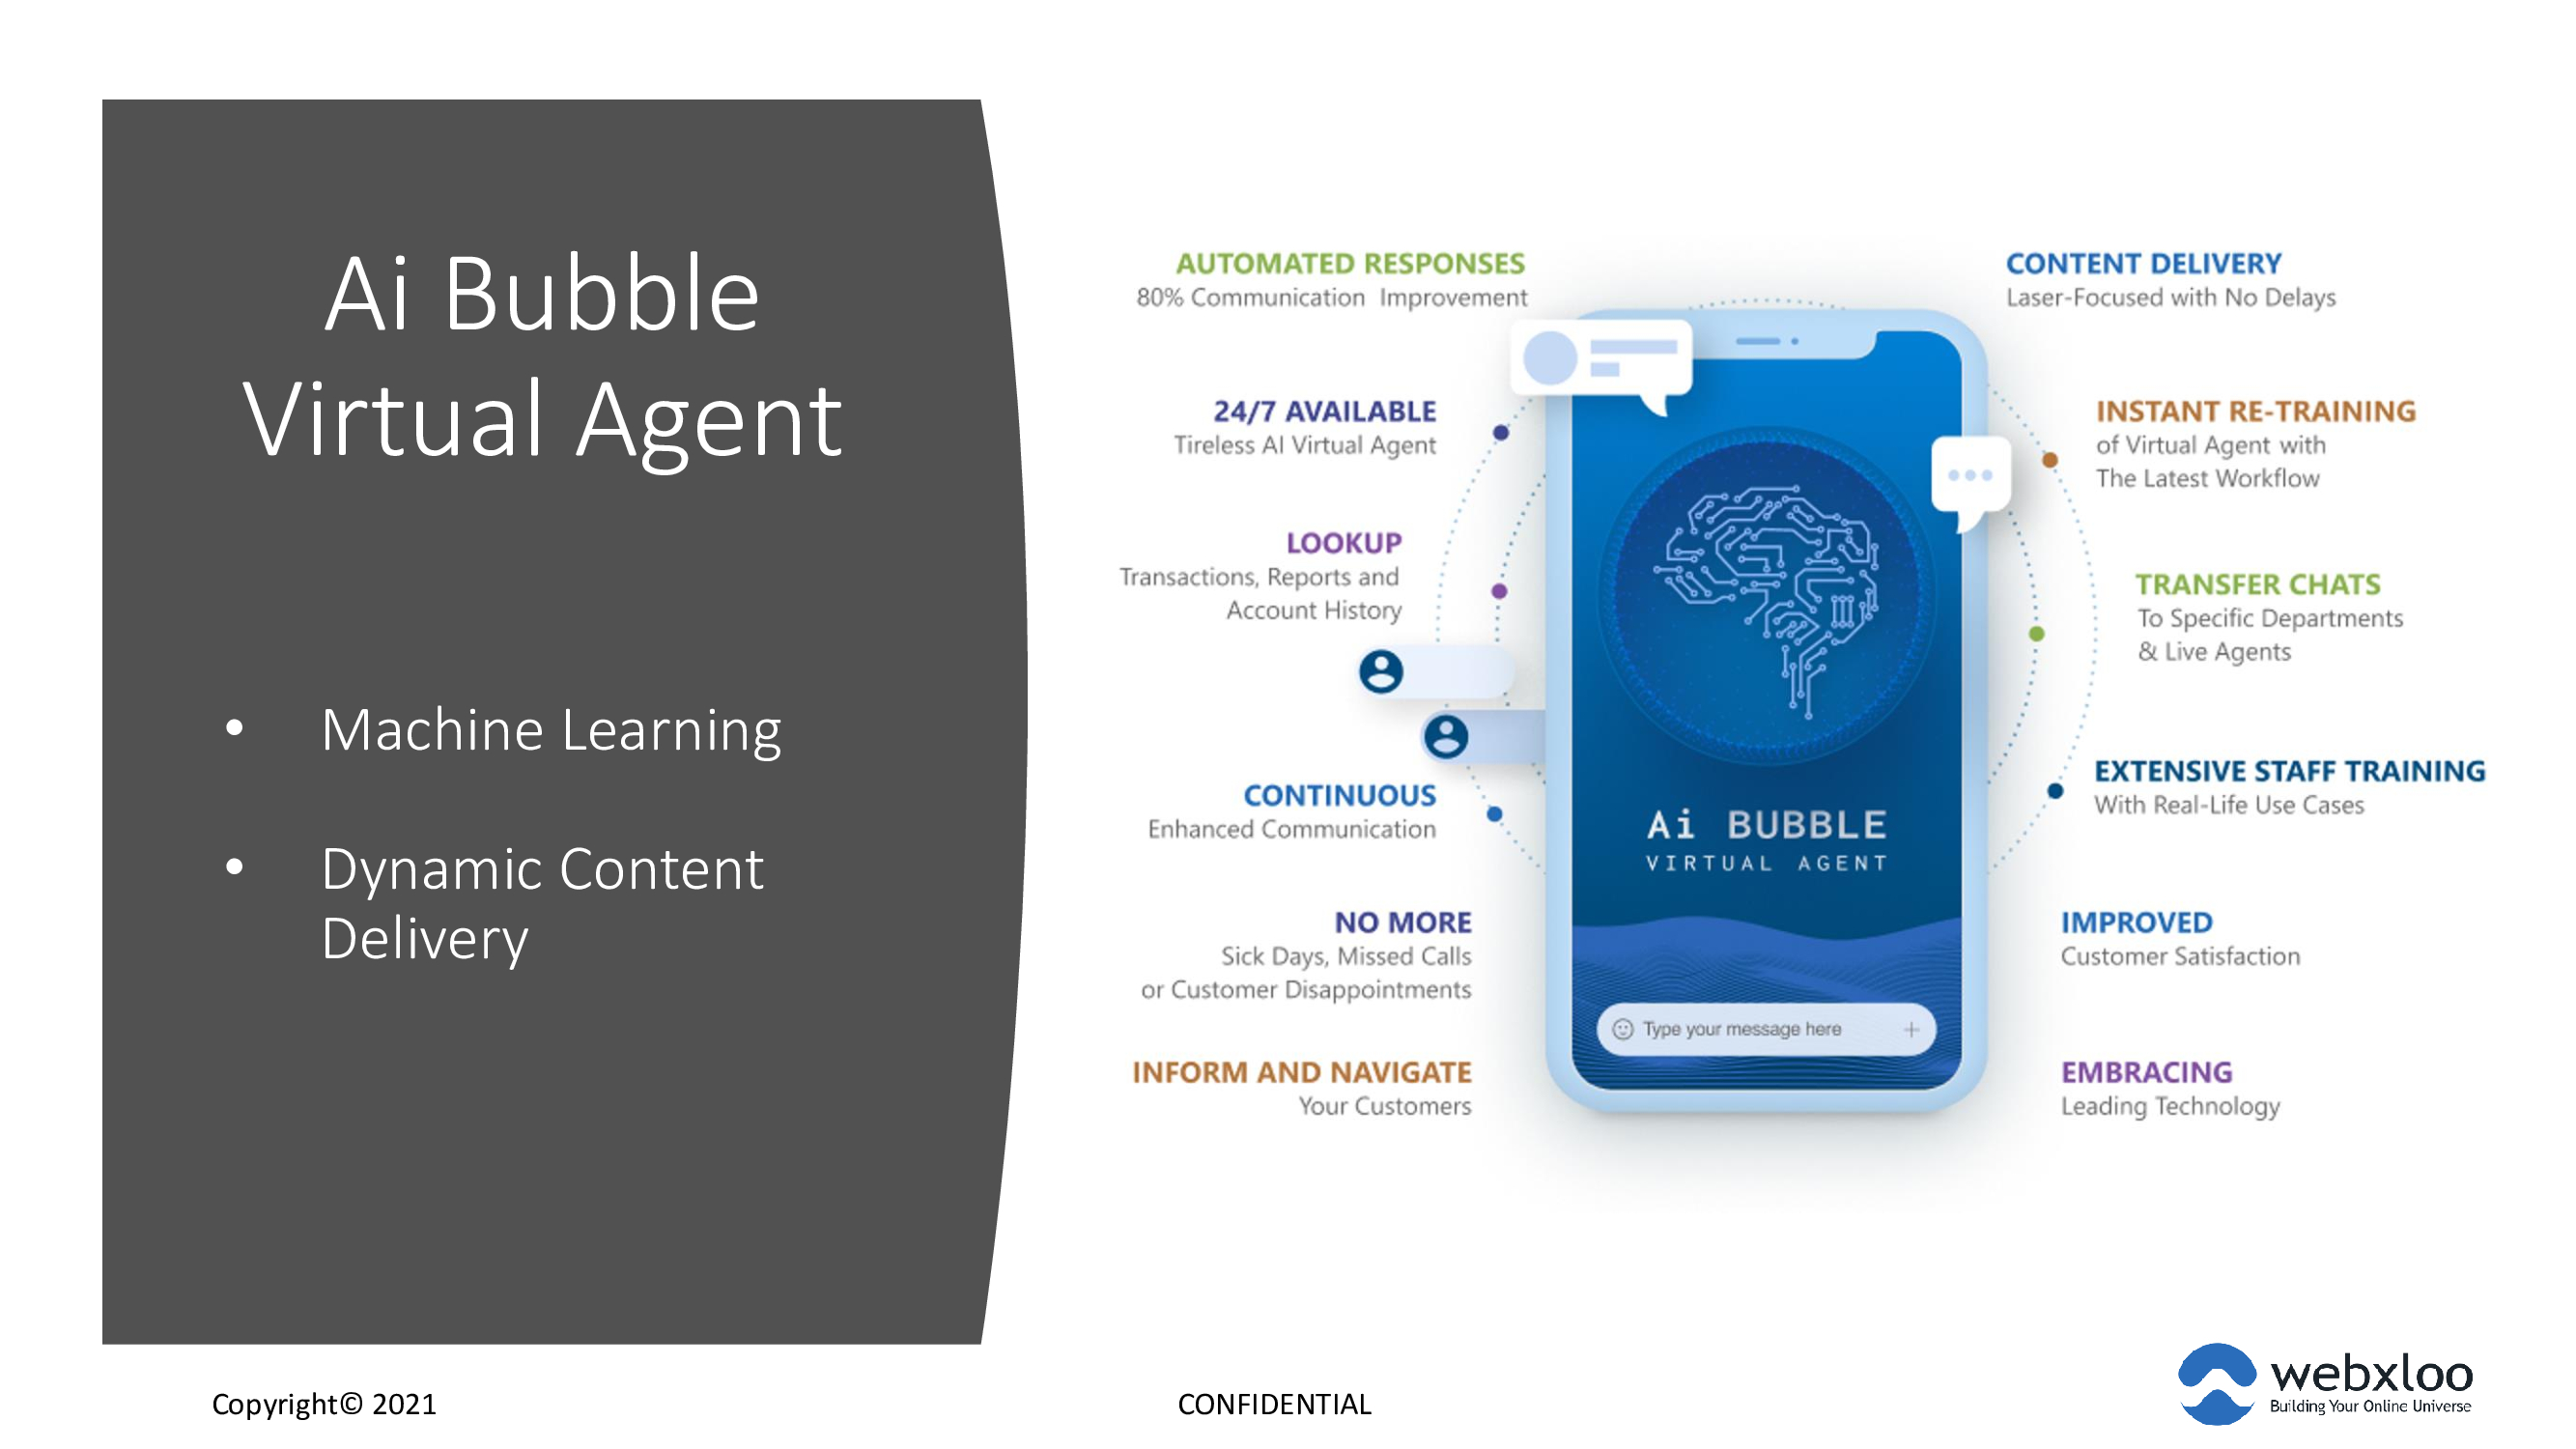 Ai Bubble
Virtual Agent
• Machine Learning
• Dynamic Content
Delivery
AUTOMATED RESPONSES
80% Communication Improvement
24/7 AVAILABLE
Tireless AI Virtual Agent
LOOKUP
Transactions, Reports and
Account History
CONTINUOUS
Enhanced Communication
NO MORE
Sick Days, Missed Calls
or Customer Disappointments
INFORM AND NAVIGATE
Your Customers
Ai BUBBLE
VIRTUAL AGENT
Type your message here
CONTENT DELIVERY
Laser-Focused with No Delays
INSTANT RE-TRAINING
of Virtual Agent with
The Latest Workflow
TRANSFER CHATS
To Specific Departments
& Live Agents
EXTENSIVE STAFF TRAINING
With Real-Life Use Cases
IMPROVED
Customer Satisfaction
EMBRACING
Leading Technology
Copyright© 2021
CONFIDENTIAL
webxloo
Building Your Online Universe